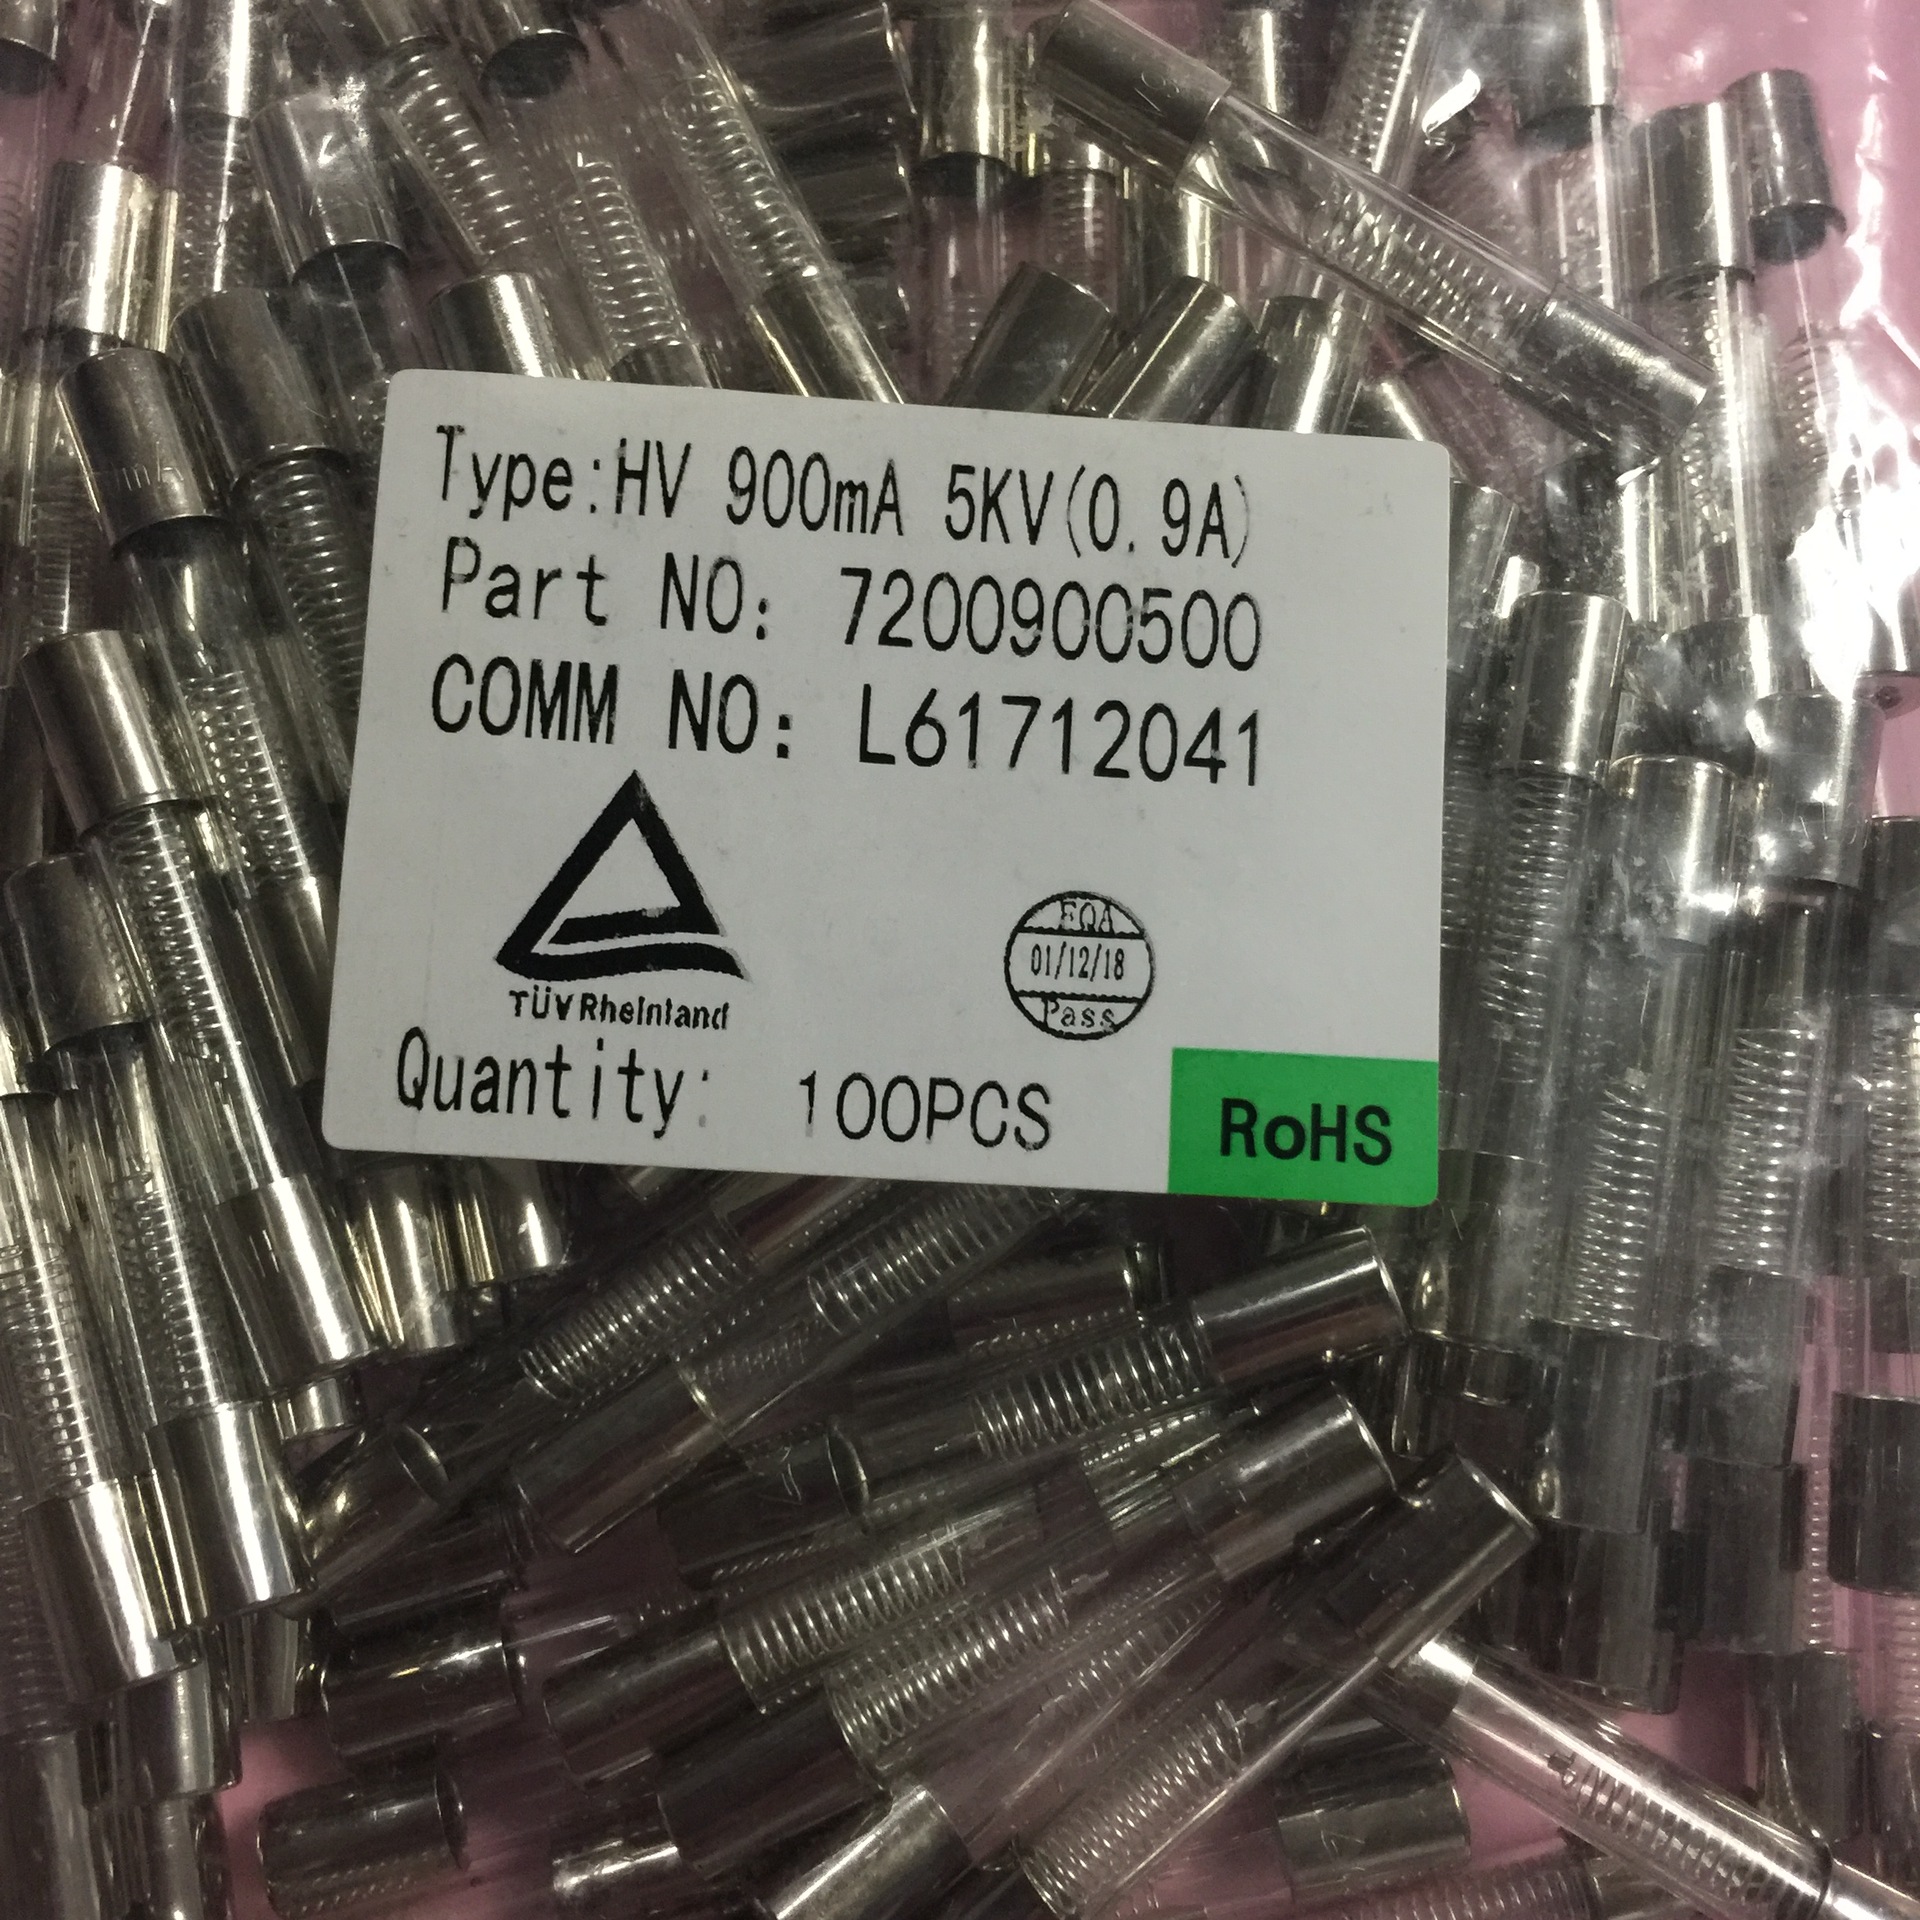 Type:HV 900mA 5KV(0.9A)
Part NO: 7200900500
COMM NO: L61712041
TÜVRheinland
EQA
01/12/18
Pass
Quantity: 100PCS
RoHS